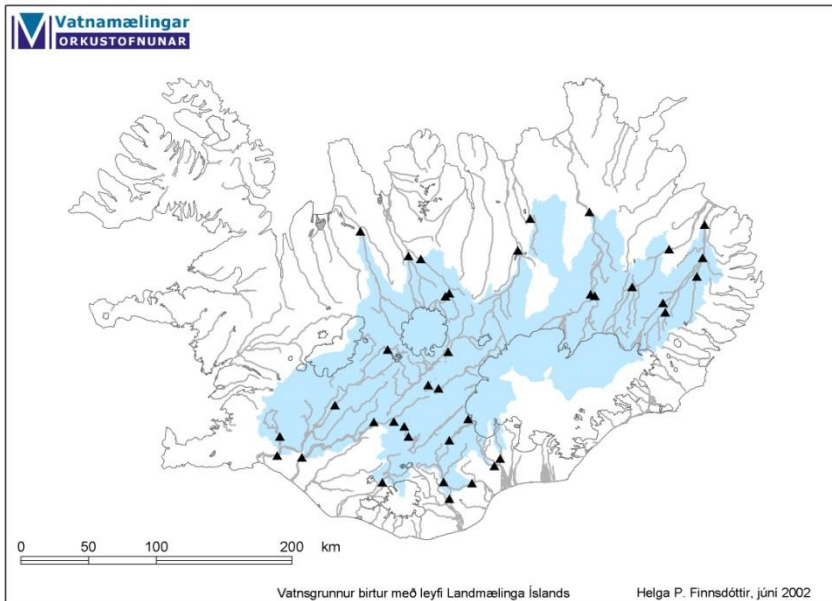 Vatnamælingar
ORKUSTOFNUNAR
0 50 100 200 km
Vatnsgrunnur birtur með leyfi Landmælinga Íslands
Helga P. Finnsdóttir, júní 2002